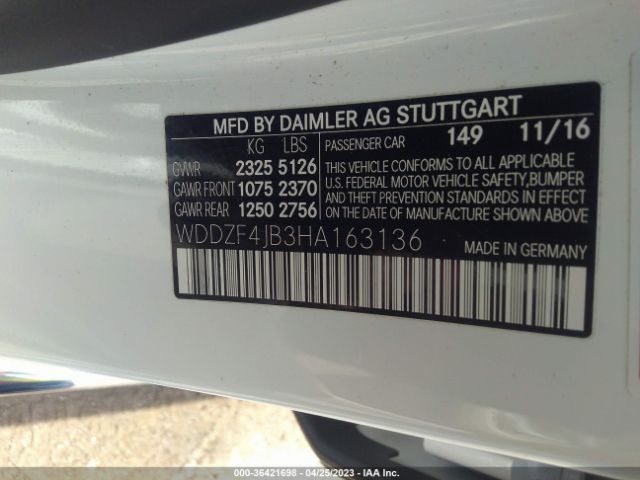 MFD BY DAIMLER AG STUTTGART
KG LBS PASSENGER CAR 149 11/16
GVWR 2325 5126
GAWR FRONT 1075 2370
GAWR REAR 1250 2756
THIS VEHICLE CONFORMS TO ALL APPLICABLE
U.S. FEDERAL MOTOR VEHICLE SAFETY,BUMPER
AND THEFT PREVENTION STANDARDS IN EFFECT
ON THE DATE OF MANUFACTURE SHOWN ABOVE
WDDZF4JB3HA163136 MADE IN GERMANY
000-36421698 - 04/25/2023 - IAA Inc.